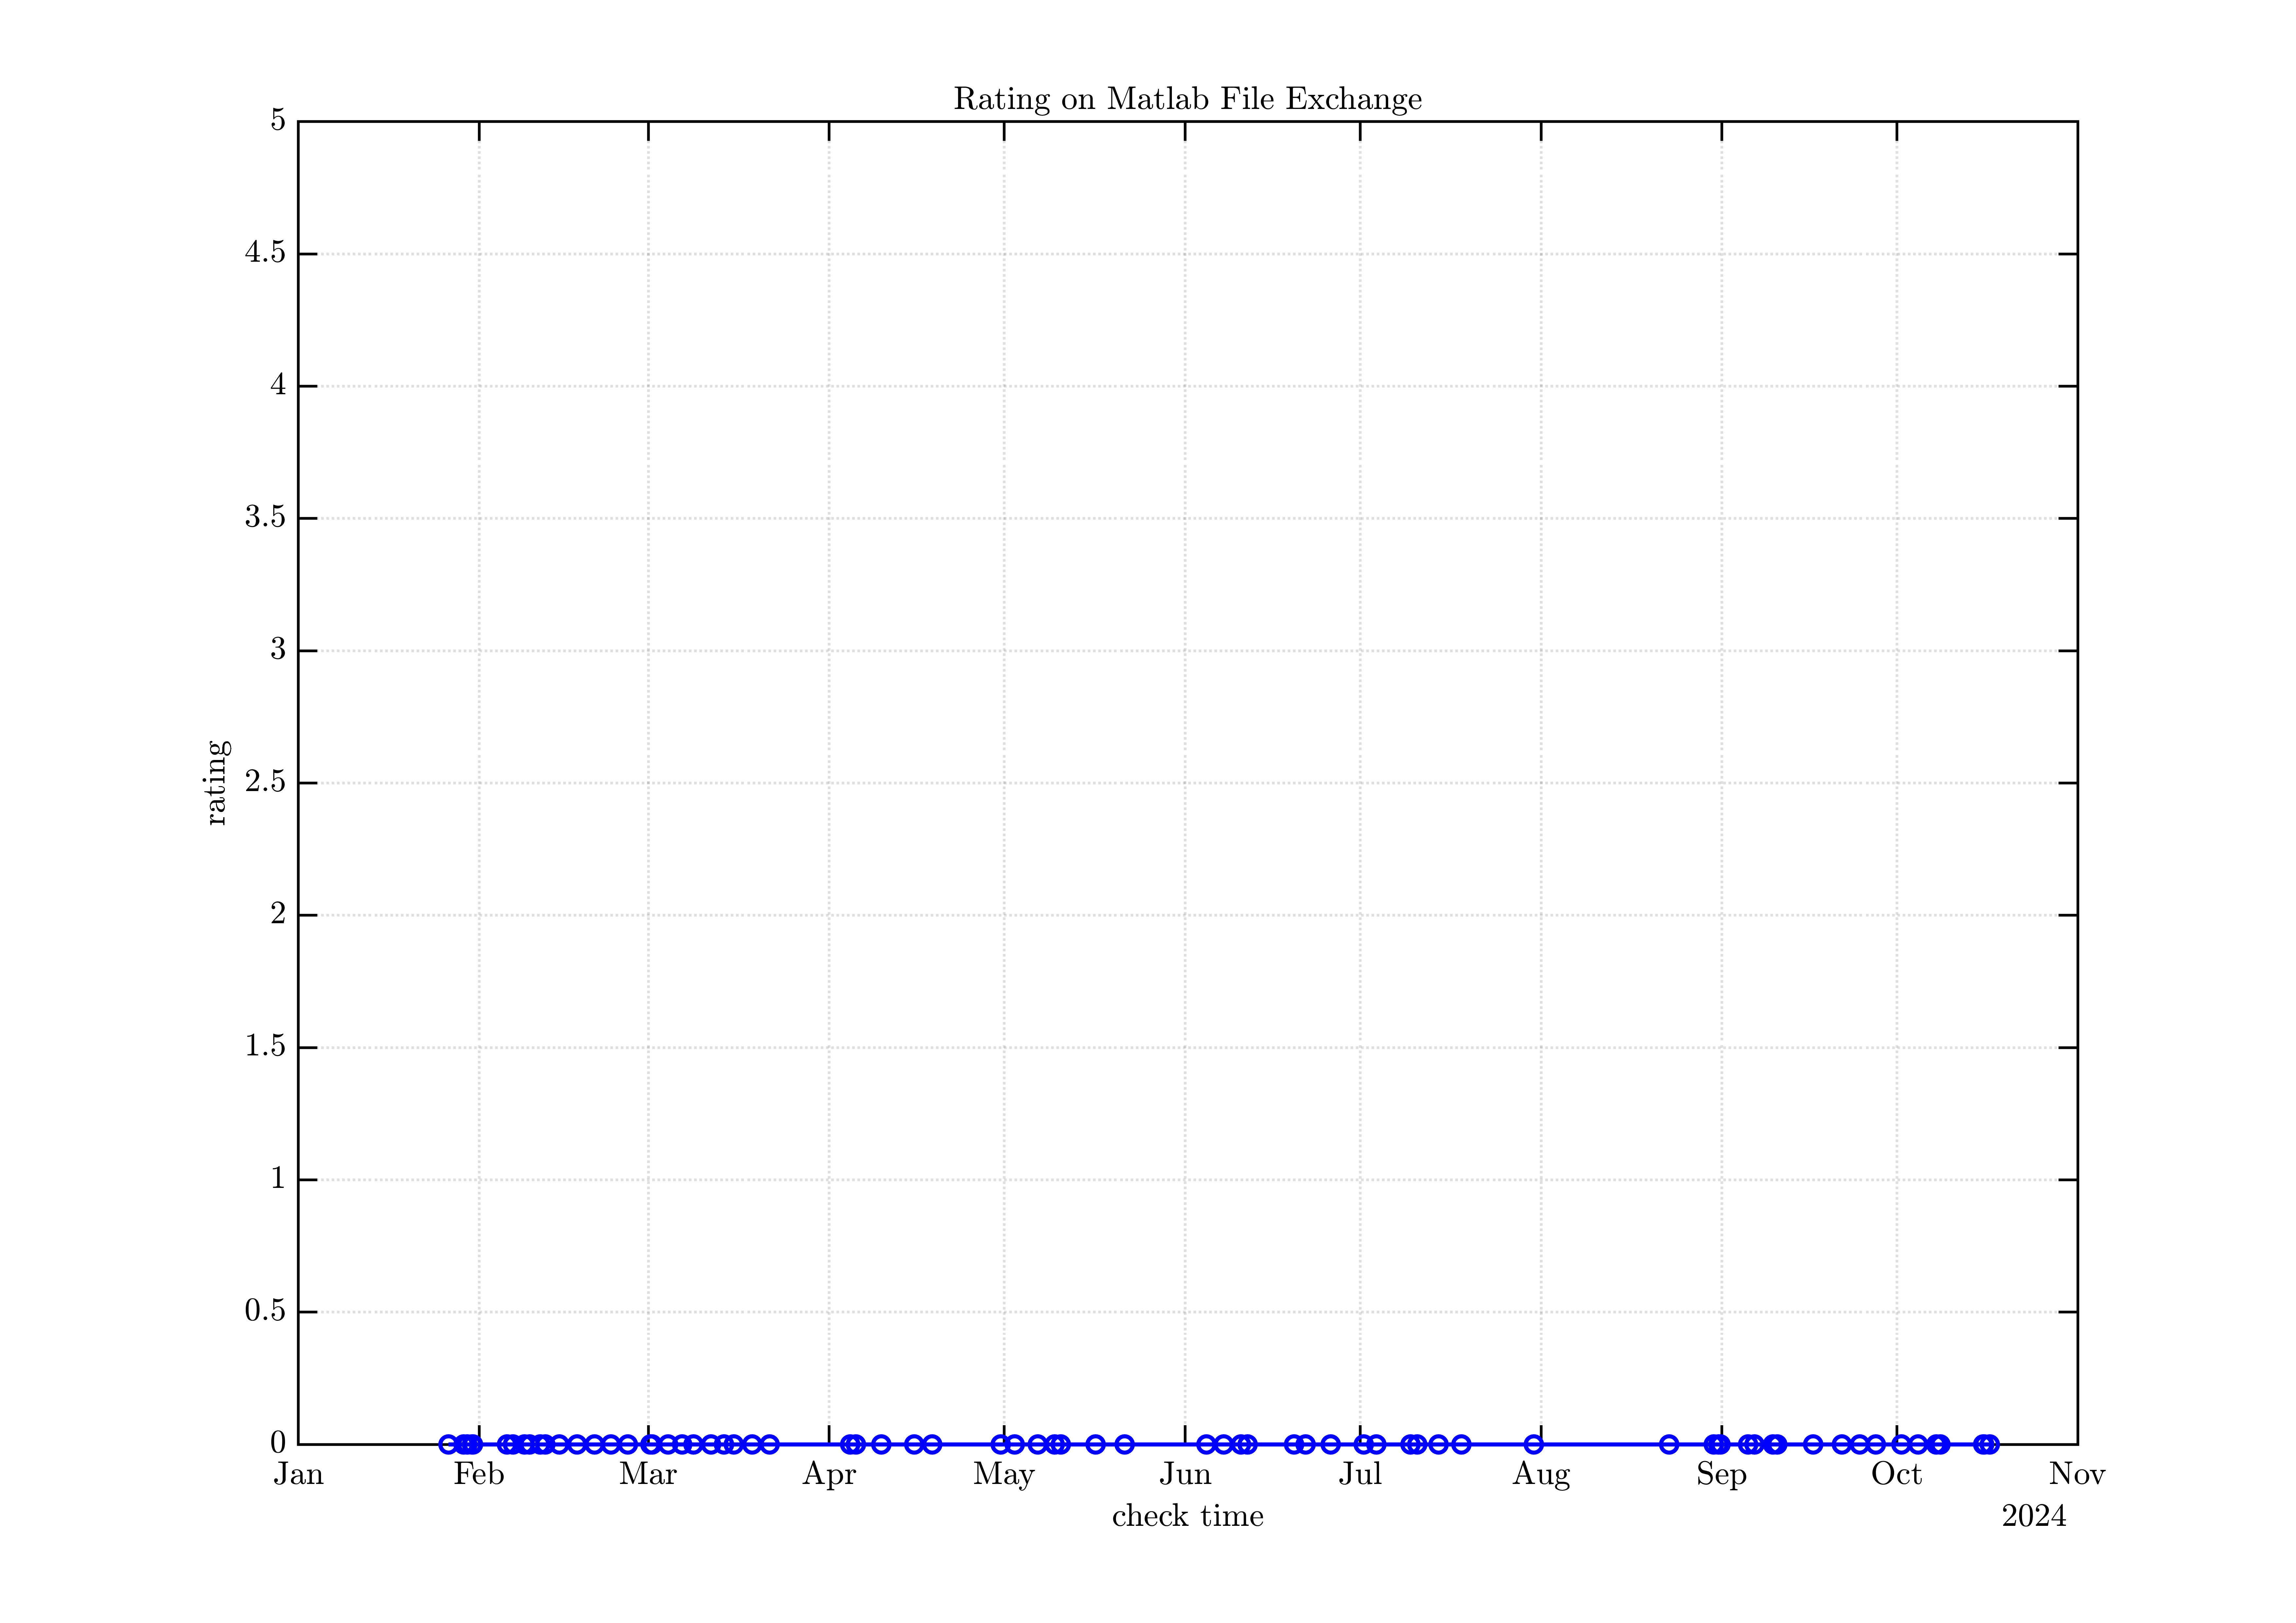 Rating on Matlab File Exchange
5
4.5
4
3.5
3
2.5
2
1.5
1
0.5
0
rating
Jan Feb Mar Apr May Jun Jul Aug Sep Oct Nov
check time 2024